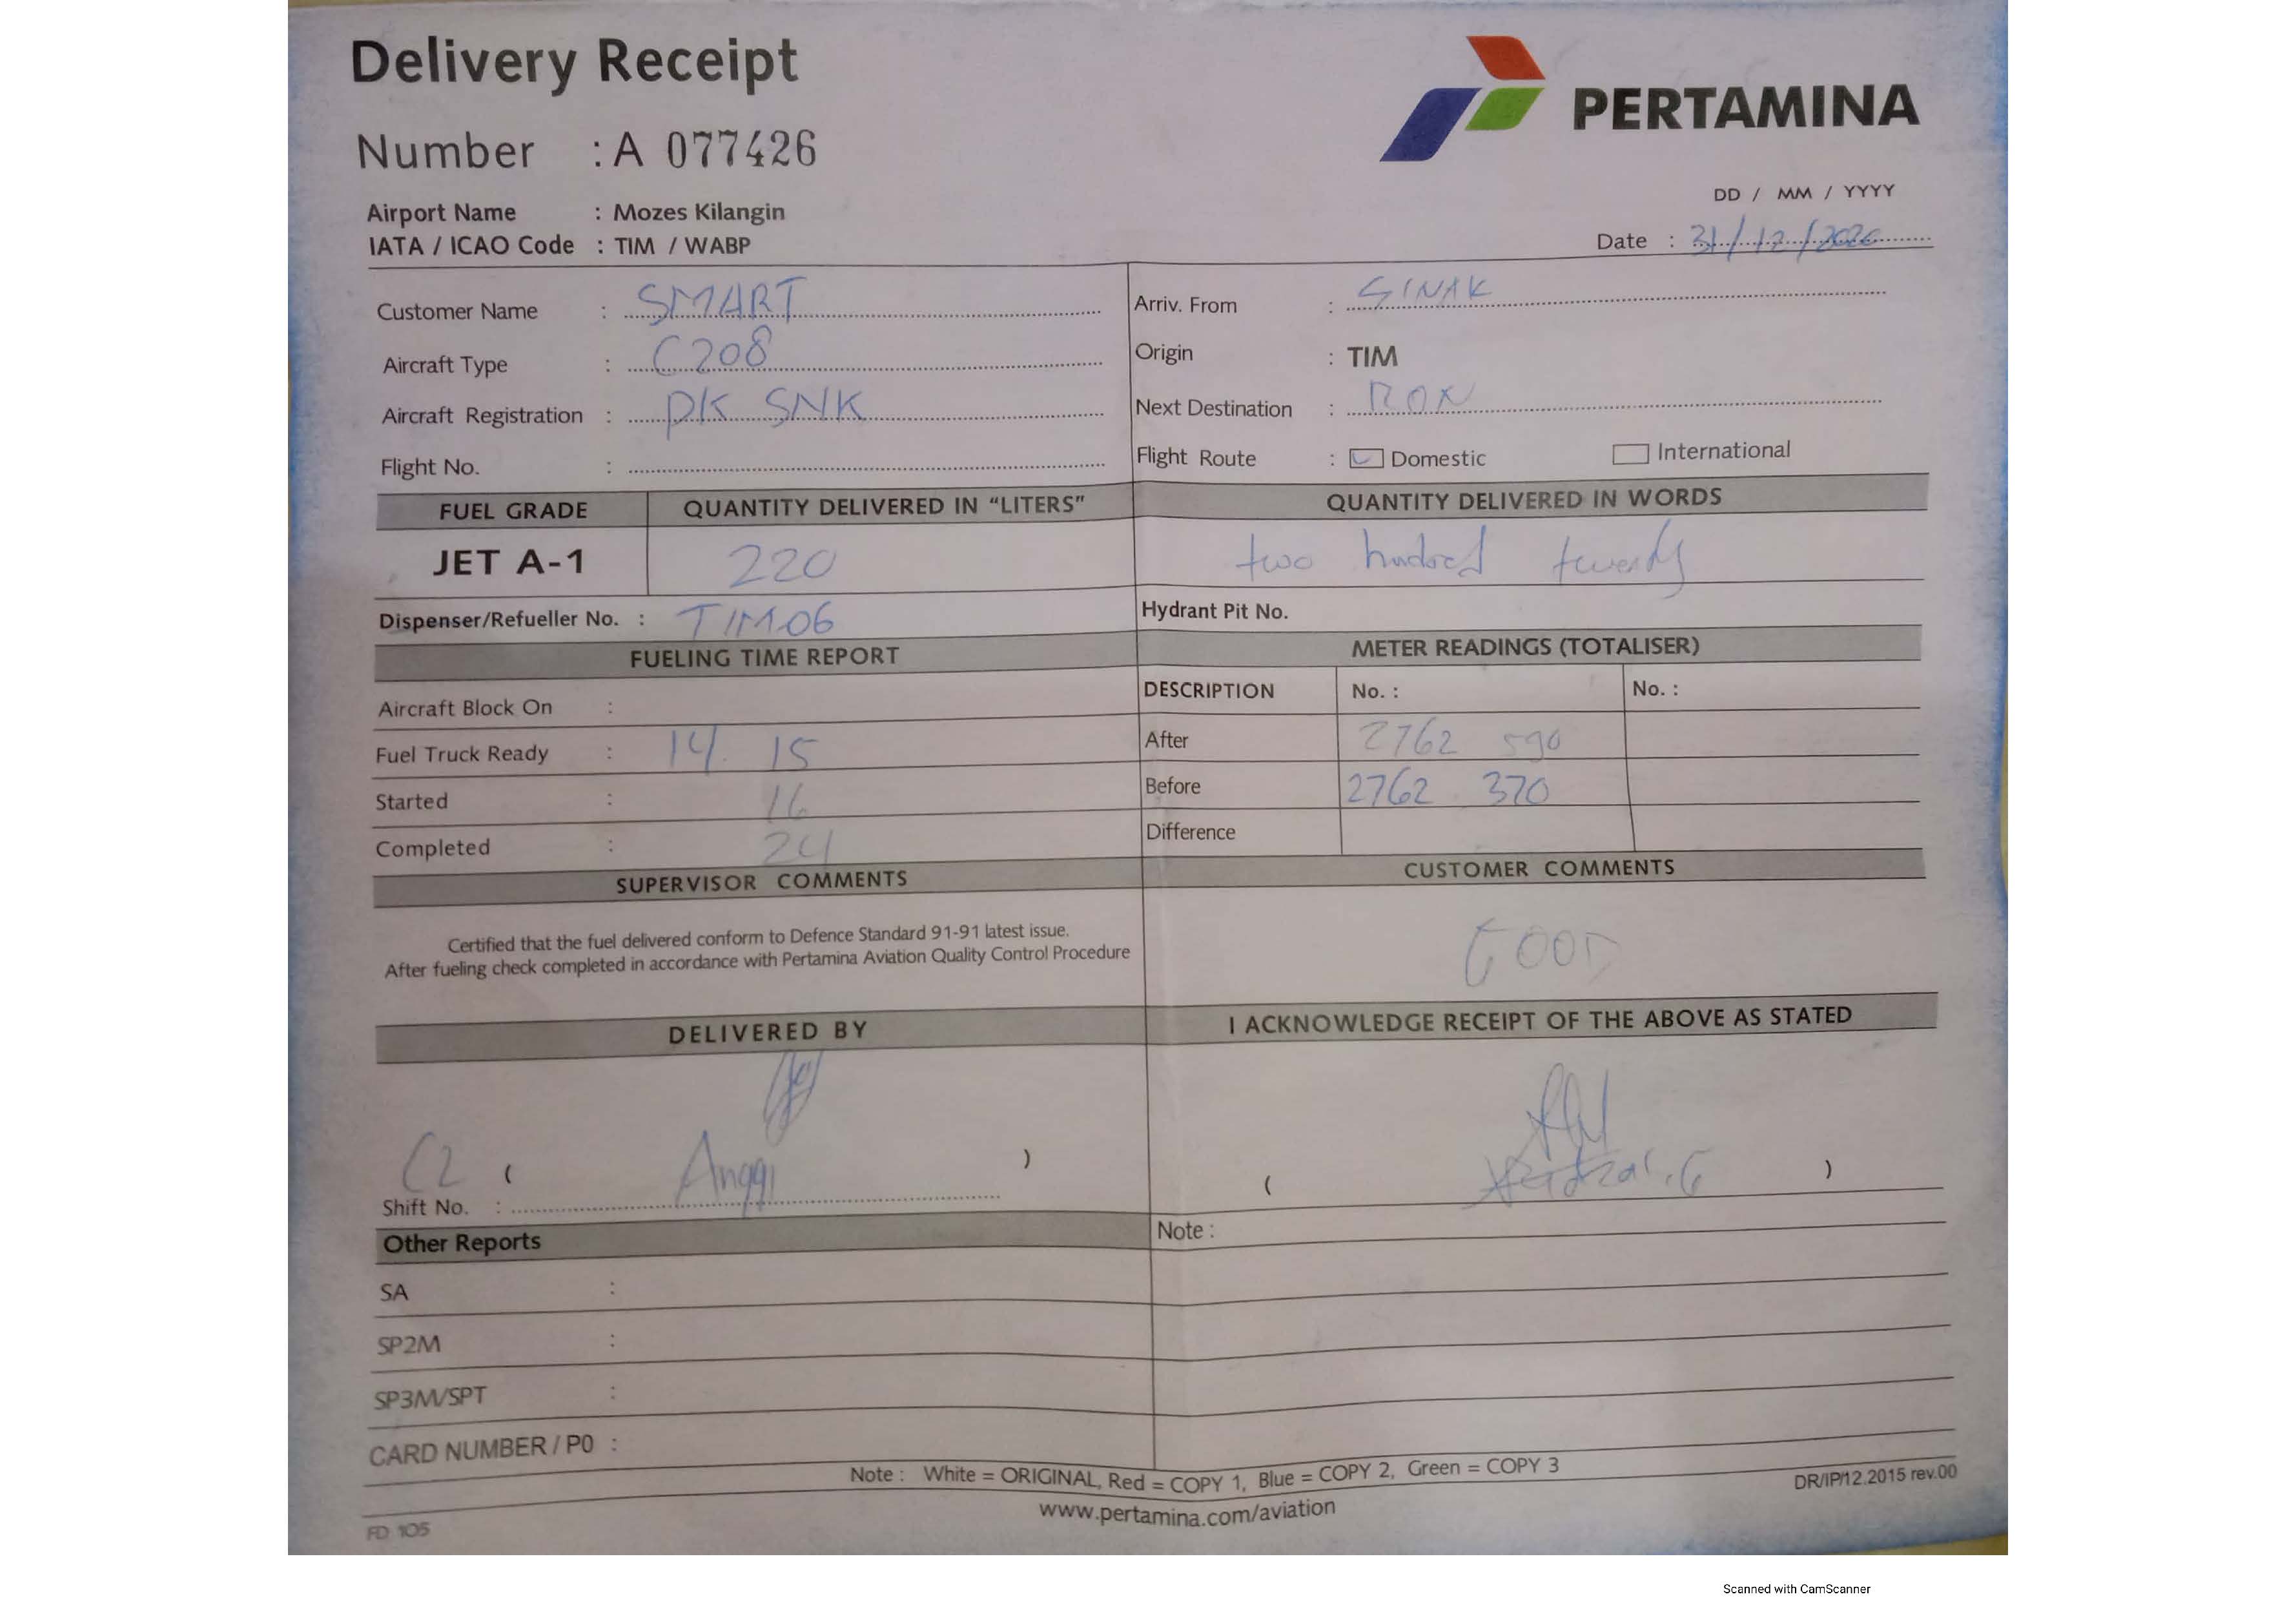 Delivery Receipt
PERTAMINA
Number : A 077426
DD / MM / YYYY
Airport Name : Mozes Kilangin
IATA / ICAO Code : TIM / WABP
Date : 31/12/2020
Customer Name : SMART
Arriv. From : SINAK
Aircraft Type : C208
Origin : TIM
Aircraft Registration : PK SNK
Next Destination : RON
Flight No. :
Flight Route : Domestic International
FUEL GRADE QUANTITY DELIVERED IN “LITERS” QUANTITY DELIVERED IN WORDS
JET A-1 220 two hundred twenty
Dispenser/Refueller No. : TIM06 Hydrant Pit No.
FUELING TIME REPORT METER READINGS (TOTALISER)
Aircraft Block On : DESCRIPTION No. : No. :
Fuel Truck Ready : 14. 15 After 2762 590
Started : 16 Before 2762 370
Completed : 24 Difference
SUPERVISOR COMMENTS CUSTOMER COMMENTS
Certified that the fuel delivered conform to Defence Standard 91-91 latest issue.
After fueling check completed in accordance with Pertamina Aviation Quality Control Procedure
GOOD
DELIVERED BY I ACKNOWLEDGE RECEIPT OF THE ABOVE AS STATED
C2 ( Anggi ) ( )
Shift No. :
Other Reports Note :
SA :
SP2M :
SP3M/SPT :
CARD NUMBER / P0 :
Note : White = ORIGINAL, Red = COPY 1, Blue = COPY 2, Green = COPY 3
DR/IP/12.2015 rev.00
www.pertamina.com/aviation
FD 105
Scanned with CamScanner